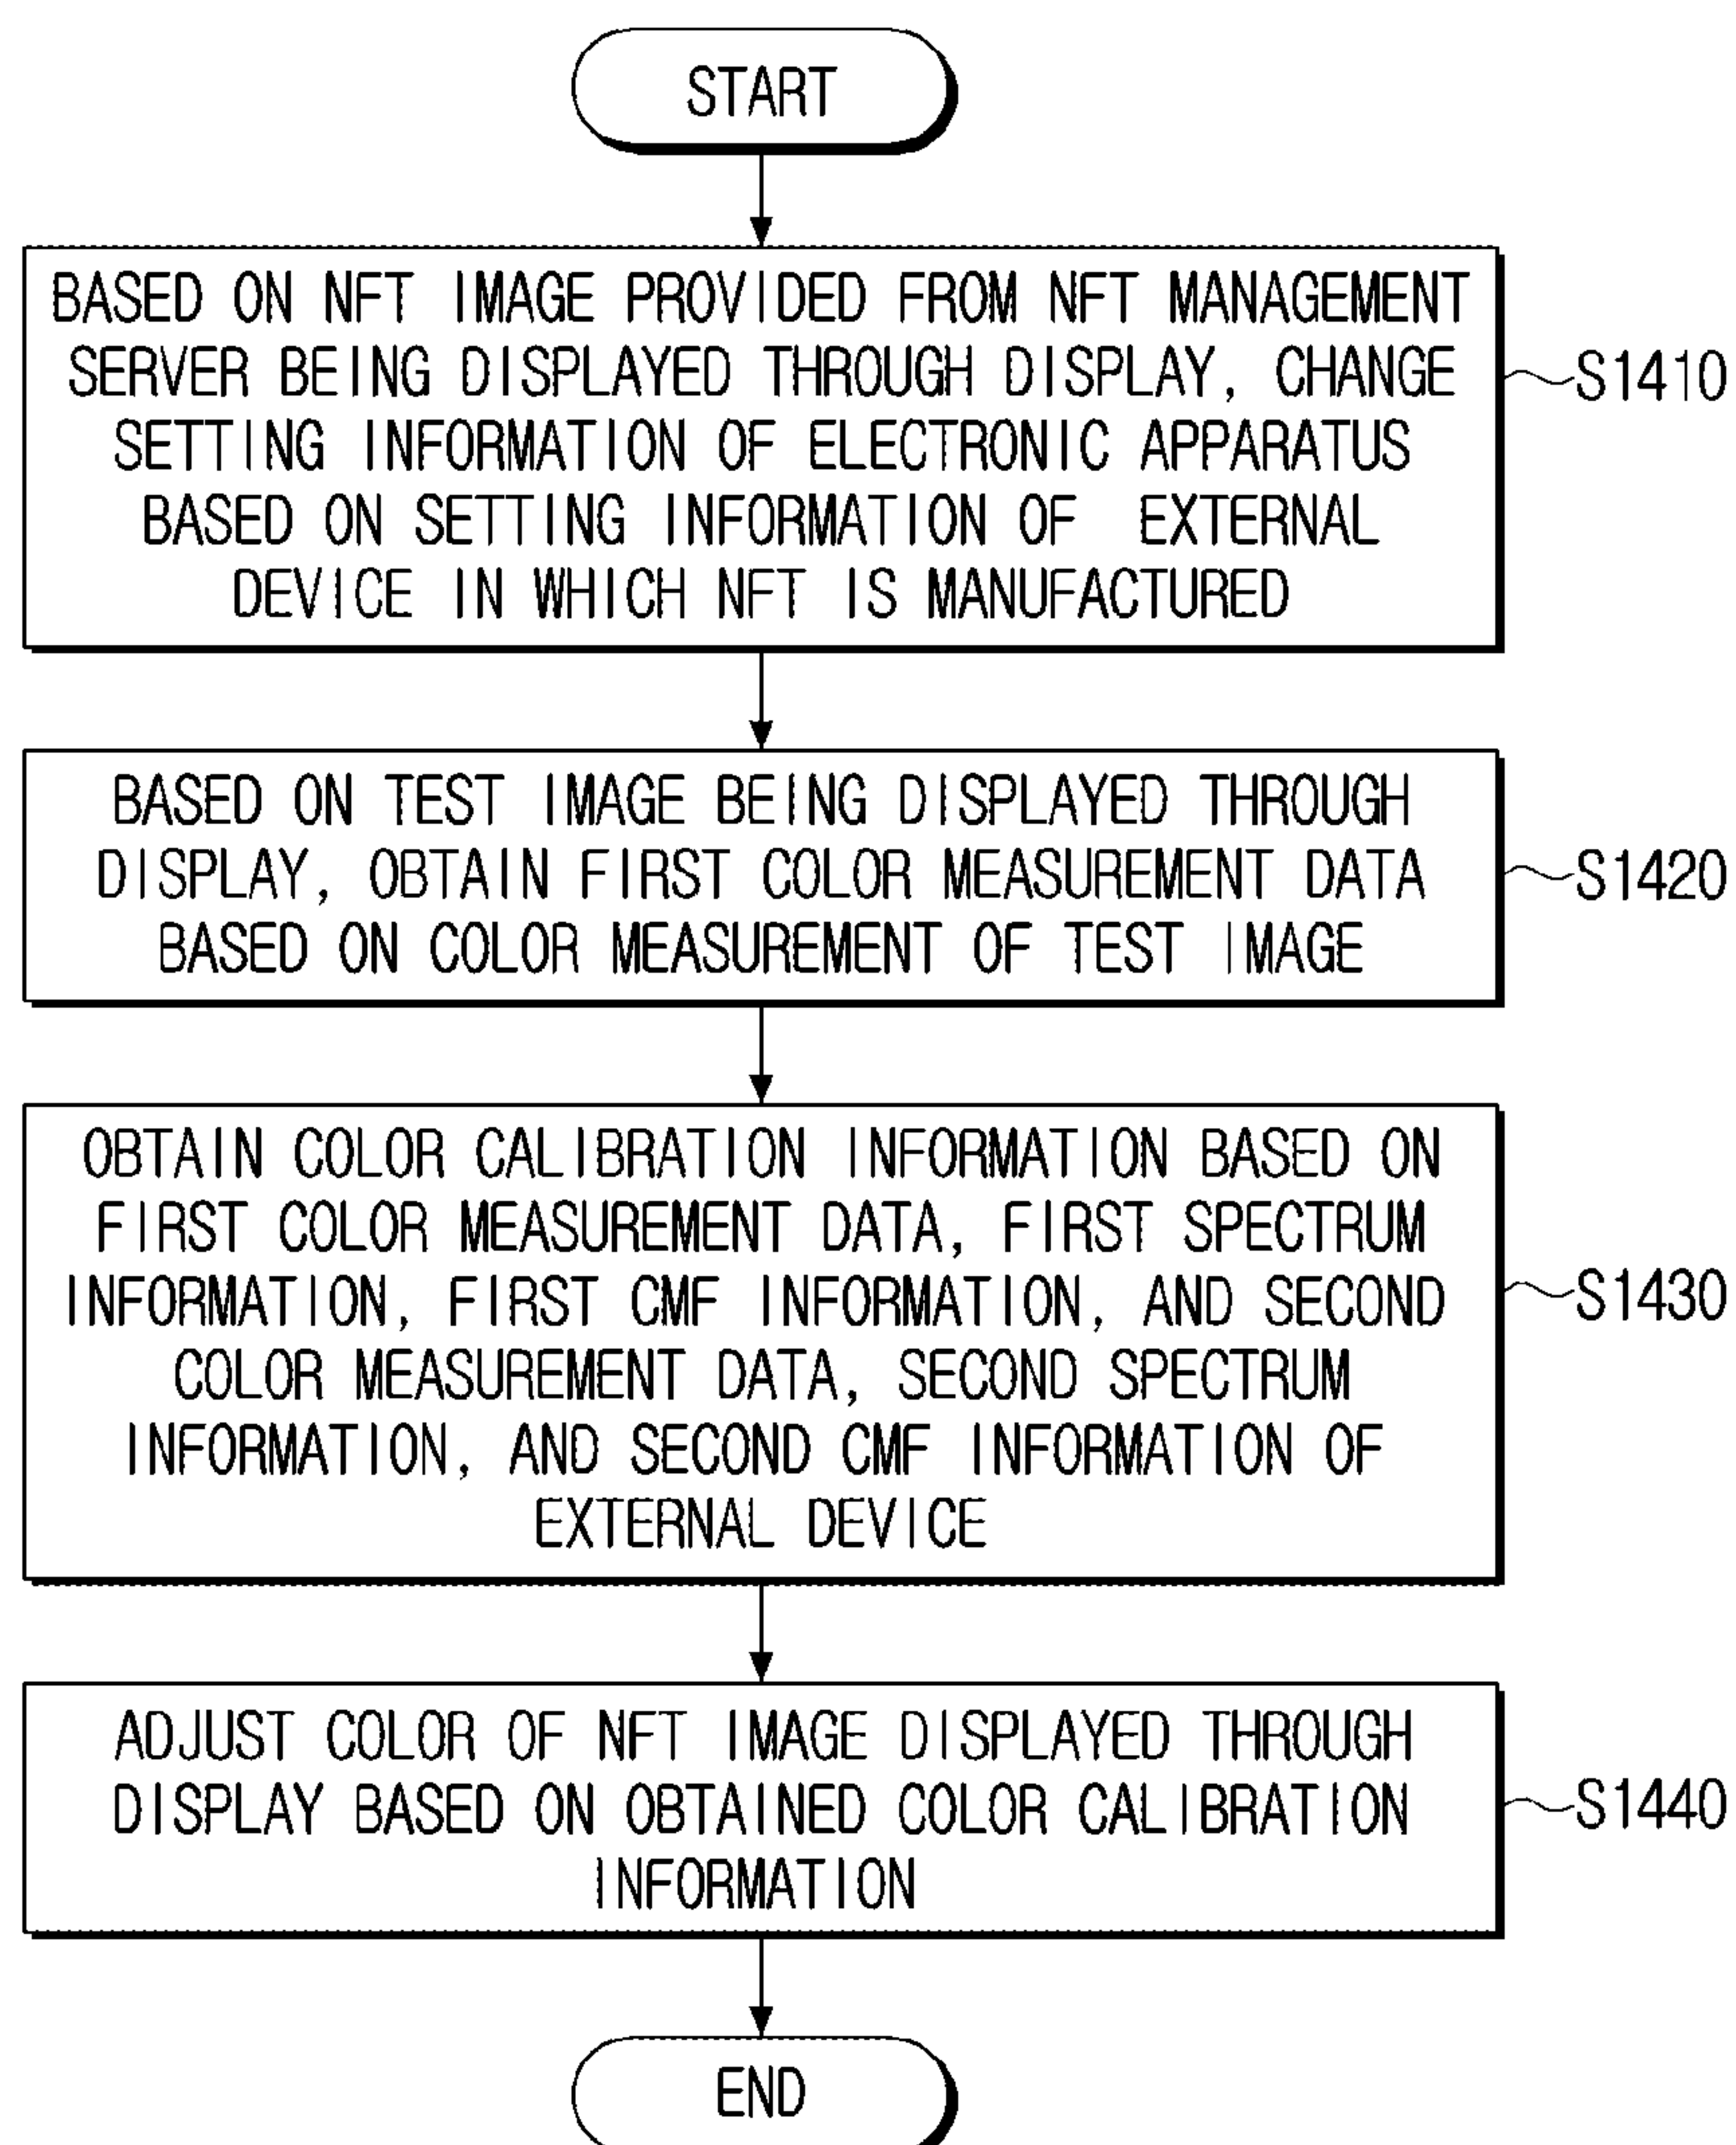 START
BASED ON NFT IMAGE PROVIDED FROM NFT MANAGEMENT
SERVER BEING DISPLAYED THROUGH DISPLAY, CHANGE
SETTING INFORMATION OF ELECTRONIC APPARATUS
BASED ON SETTING INFORMATION OF EXTERNAL
DEVICE IN WHICH NFT IS MANUFACTURED
S1410
BASED ON TEST IMAGE BEING DISPLAYED THROUGH
DISPLAY, OBTAIN FIRST COLOR MEASUREMENT DATA
BASED ON COLOR MEASUREMENT OF TEST IMAGE
S1420
OBTAIN COLOR CALIBRATION INFORMATION BASED ON
FIRST COLOR MEASUREMENT DATA, FIRST SPECTRUM
INFORMATION, FIRST CMF INFORMATION, AND SECOND
COLOR MEASUREMENT DATA, SECOND SPECTRUM
INFORMATION, AND SECOND CMF INFORMATION OF
EXTERNAL DEVICE
S1430
ADJUST COLOR OF NFT IMAGE DISPLAYED THROUGH
DISPLAY BASED ON OBTAINED COLOR CALIBRATION
INFORMATION
S1440
END